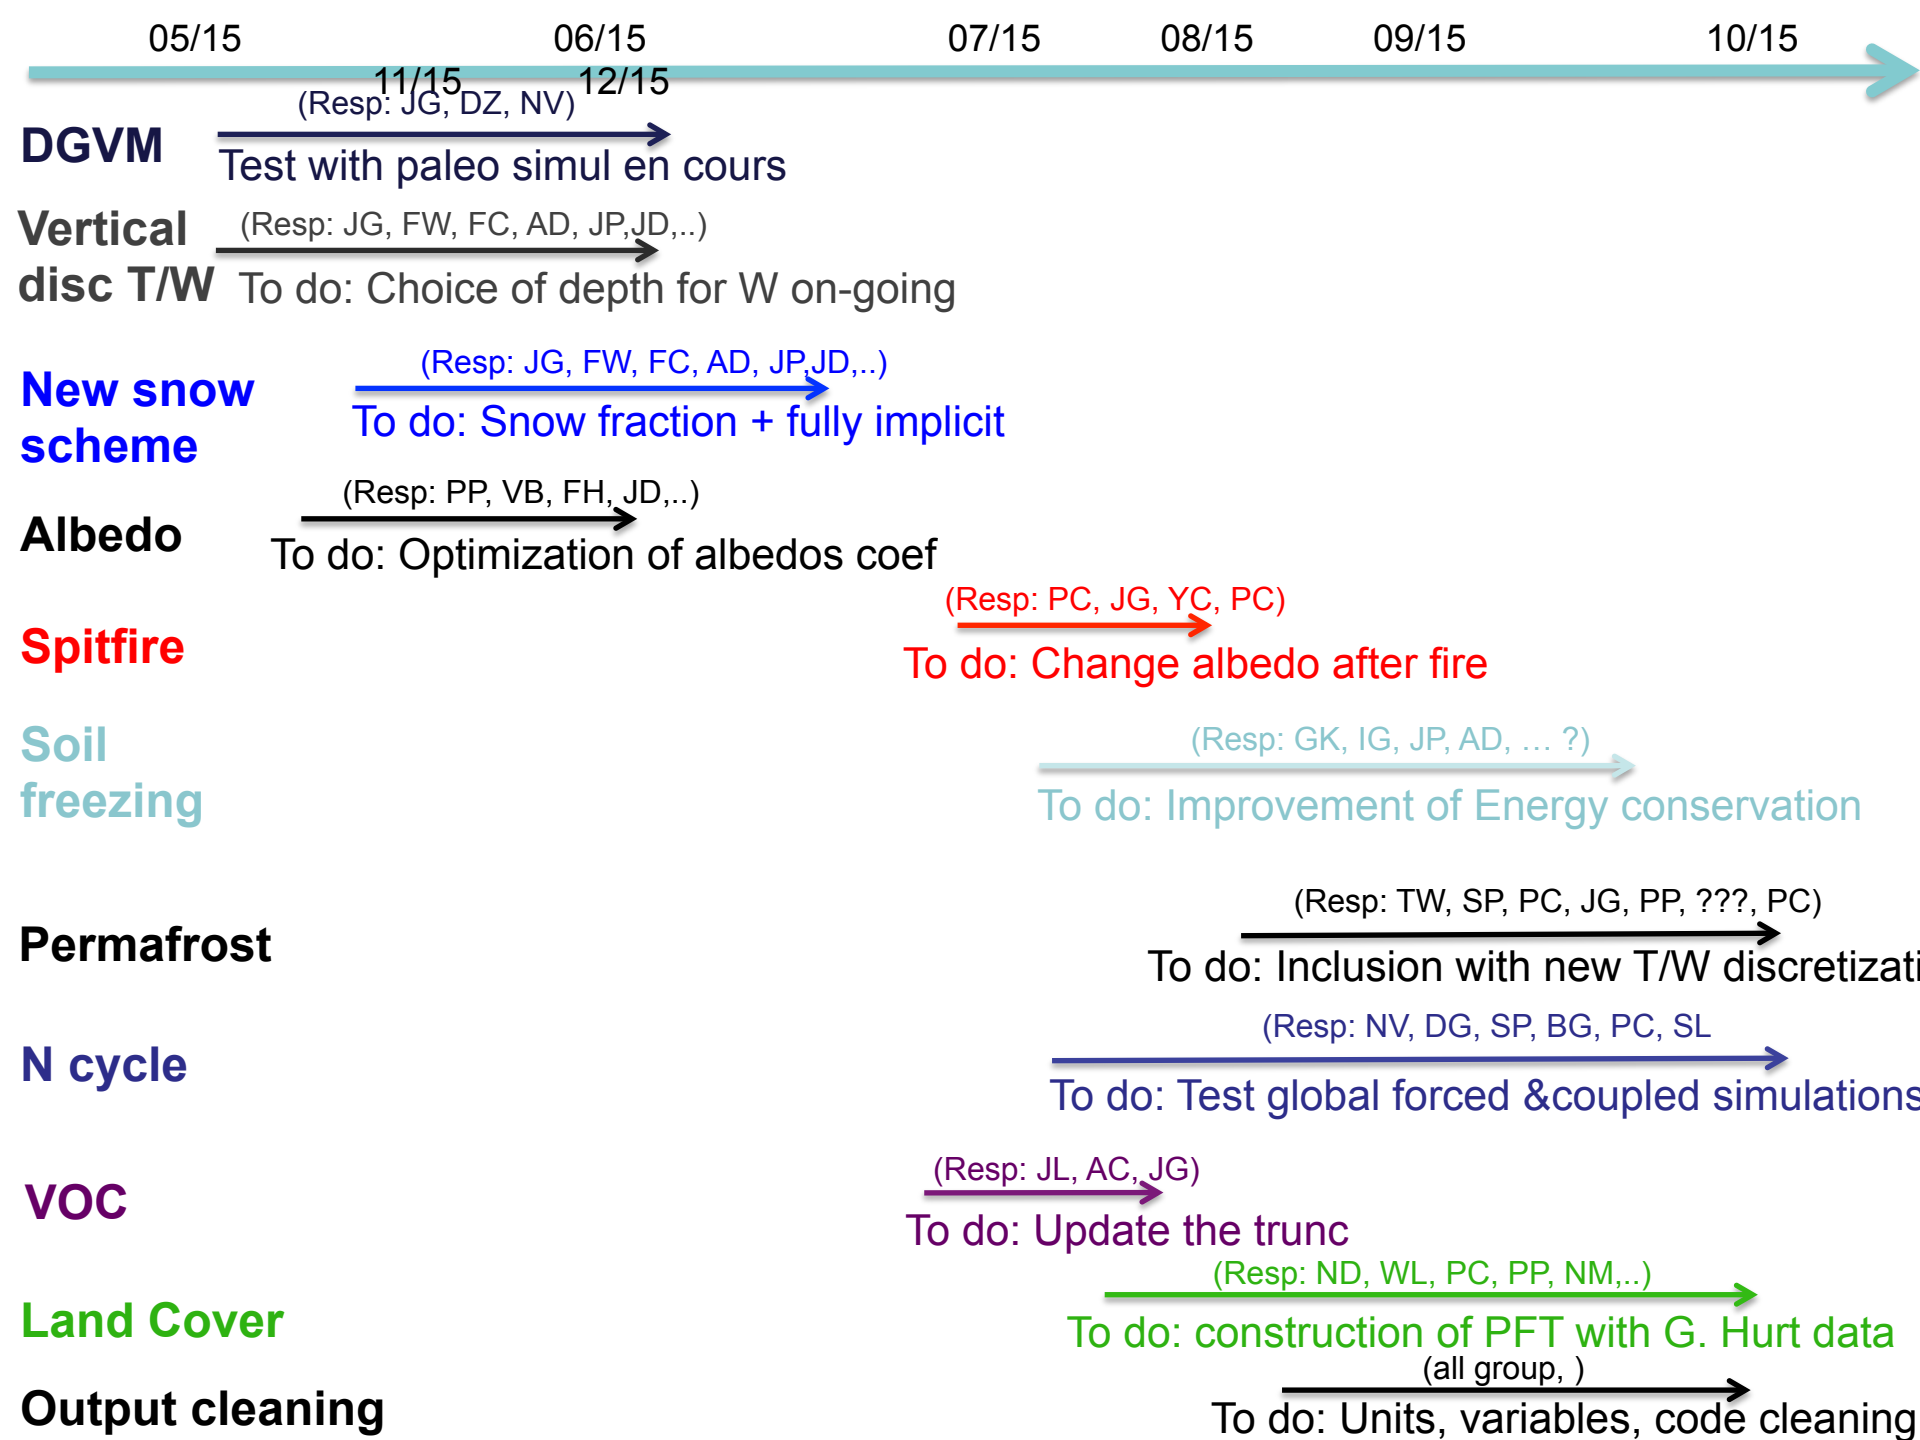 05/15 06/15 07/15 08/15 09/15 10/15
11/15 12/15
(Resp: JG, DZ, NV)
DGVM
Test with paleo simul en cours
Vertical
disc T/W
(Resp: JG, FW, FC, AD, JP,JD,..)
To do: Choice of depth for W on-going
New snow
scheme
(Resp: JG, FW, FC, AD, JP,JD,..)
To do: Snow fraction + fully implicit
(Resp: PP, VB, FH, JD,..)
Albedo
To do: Optimization of albedos coef
(Resp: PC, JG, YC, PC)
Spitfire
To do: Change albedo after fire
Soil
freezing
(Resp: GK, IG, JP, AD, … ?)
To do: Improvement of Energy conservation
(Resp: TW, SP, PC, JG, PP, ???, PC)
Permafrost
To do: Inclusion with new T/W discretizati
(Resp: NV, DG, SP, BG, PC, SL
N cycle
To do: Test global forced &coupled simulations
(Resp: JL, AC, JG)
VOC
To do: Update the trunc
(Resp: ND, WL, PC, PP, NM,..)
Land Cover
To do: construction of PFT with G. Hurt data
(all group, )
Output cleaning
To do: Units, variables, code cleaning